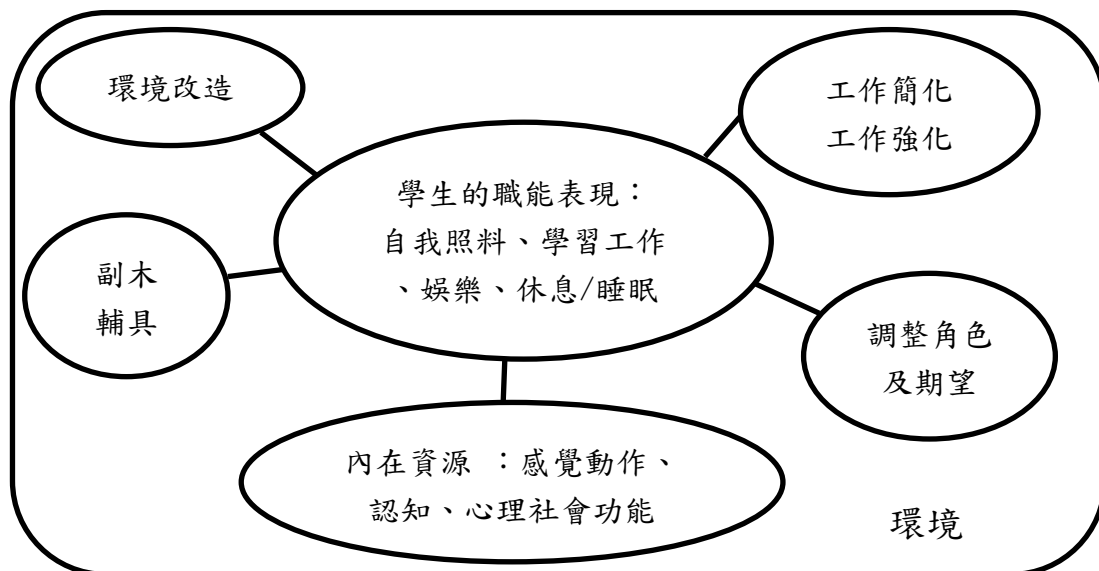 環境改造
工作簡化
工作強化
學生的職能表現：
自我照料、學習工作
、娛樂、休息/睡眠
副木
輔具
調整角色
及期望
內在資源 ：感覺動作、
認知、心理社會功能
環境